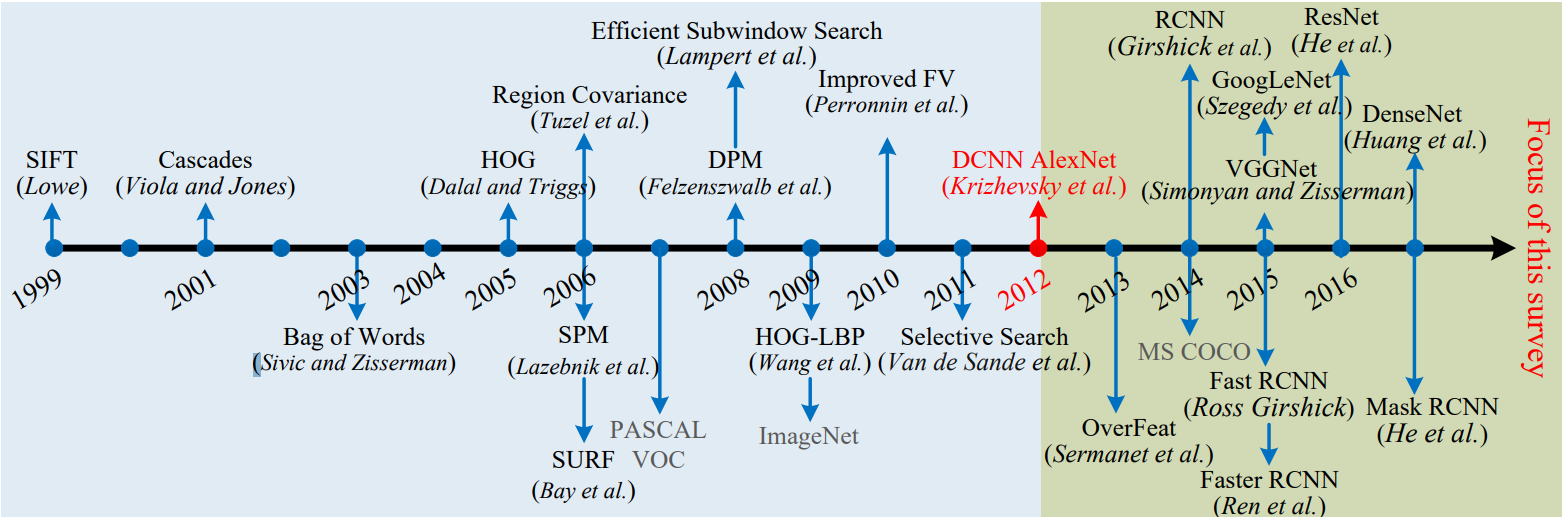 Efficient Subwindow Search
(Lampert et al.)
RCNN
(Girshick et al.)
ResNet
(He et al.)
Region Covariance
(Tuzel et al.)
Improved FV
(Perronnin et al.)
GoogLeNet
(Szegedy et al.)
DenseNet
(Huang et al.)
SIFT
(Lowe)
Cascades
(Viola and Jones)
HOG
(Dalal and Triggs)
DPM
(Felzenszwalb et al.)
DCNN AlexNet
(Krizhevsky et al.)
VGGNet
(Simonyan and Zisserman)
Focus of this survey
1999
2001
2003
2004
2005
2006
2008
2009
2010
2011
2012
2013
2014
2015
2016
Bag of Words
(Sivic and Zisserman)
SPM
(Lazebnik et al.)
HOG-LBP
(Wang et al.)
Selective Search
(Van de Sande et al.)
MS COCO
Fast RCNN
(Ross Girshick)
Mask RCNN
(He et al.)
PASCAL
VOC
ImageNet
OverFeat
(Sermanet et al.)
SURF
(Bay et al.)
Faster RCNN
(Ren et al.)